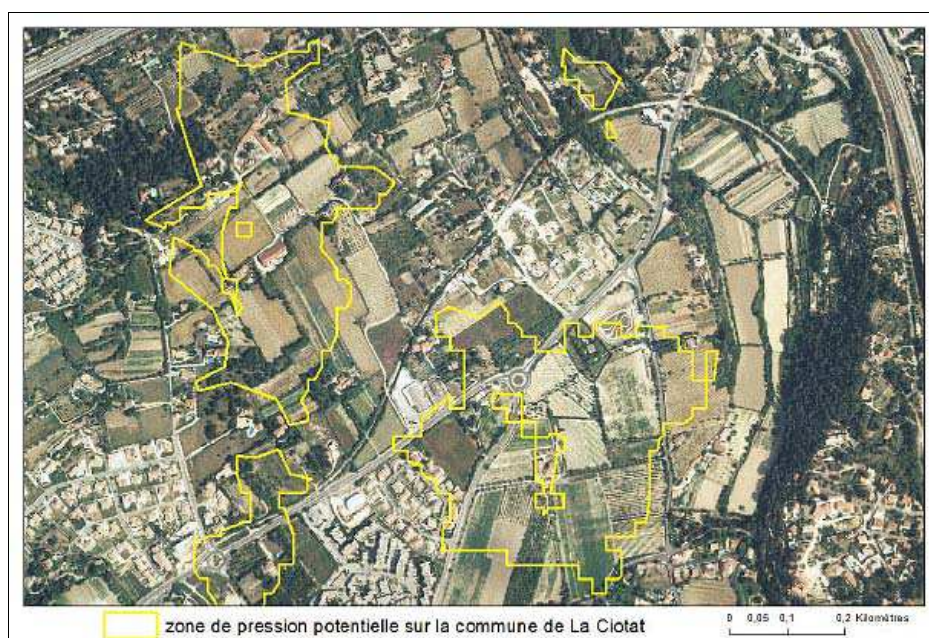 zone de pression potentielle sur la commune de La Ciotat
0 0,05 0,1 0,2 Kilomètres